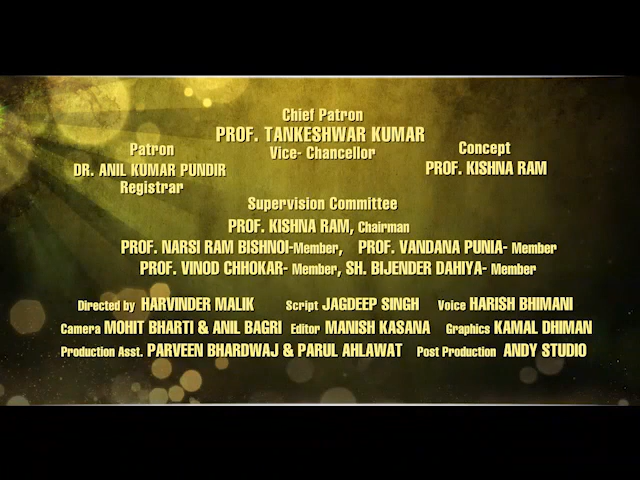 Chief Patron
PROF. TANKESHWAR KUMAR
Vice- Chancellor
Patron
DR. ANIL KUMAR PUNDIR
Registrar
Concept
PROF. KISHNA RAM
Supervision Committee
PROF. KISHNA RAM, Chairman
PROF. NARSI RAM BISHNOI-Member, PROF. VANDANA PUNIA- Member
PROF. VINOD CHHOKAR- Member, SH. BIJENDER DAHIYA- Member
Directed by HARVINDER MALIK Script JAGDEEP SINGH Voice HARISH BHIMANI
Camera MOHIT BHARTI & ANIL BAGRI Editor MANISH KASANA Graphics KAMAL DHIMAN
Production Asst. PARVEEN BHARDWAJ & PARUL AHLAWAT Post Production ANDY STUDIO